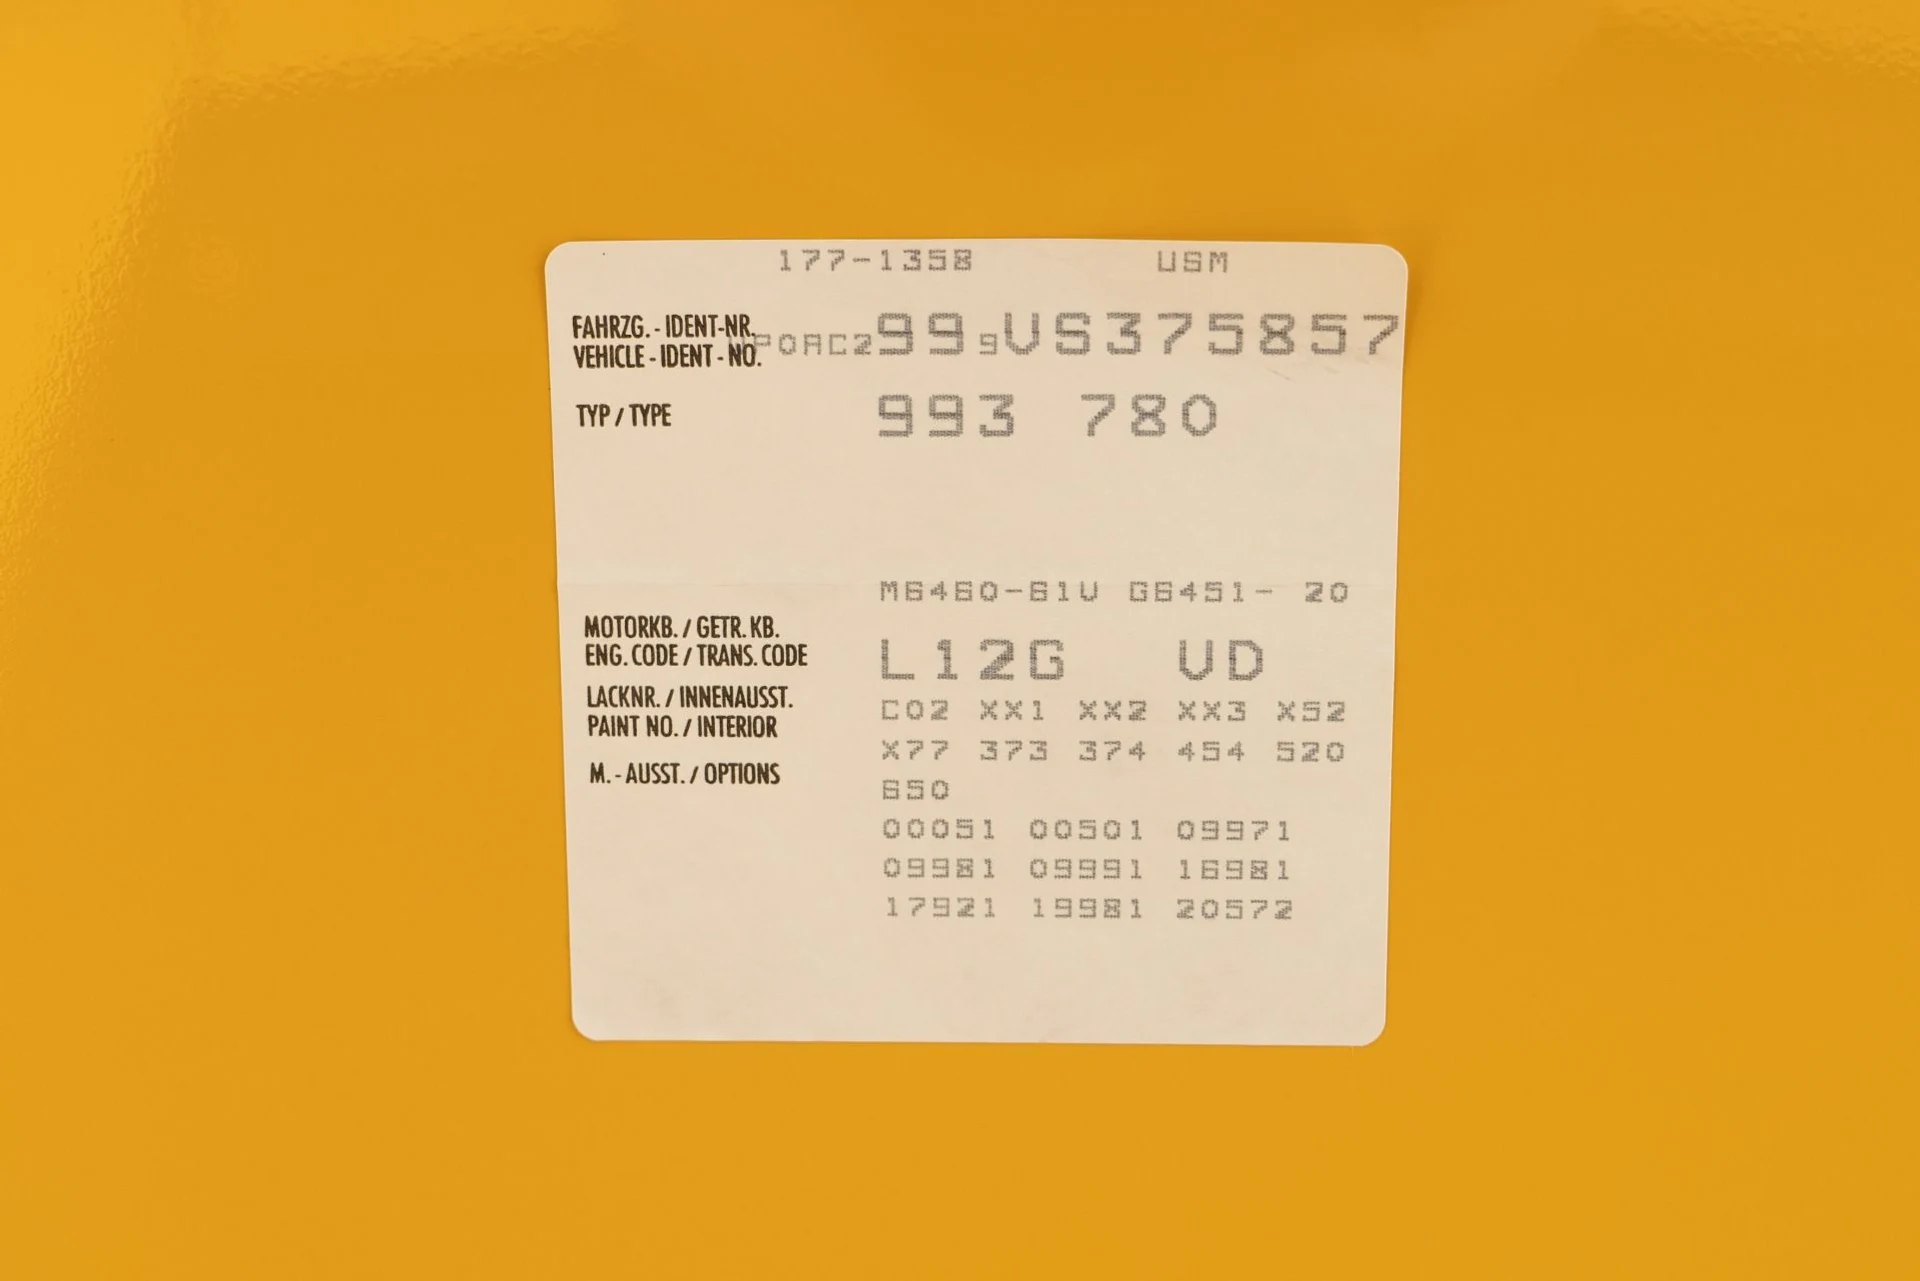 177-1358 USM
FAHRZG. - IDENT-NR.
VEHICLE - IDENT - NO. WP0AC299 9VS375857
TYP / TYPE 993 780
M6460-61V G6451- 20
MOTORKB. / GETR. KB.
ENG. CODE / TRANS. CODE L12G UD
LACKNR. / INNENAUSST. C02 XX1 XX2 XX3 X52
PAINT NO. / INTERIOR X77 373 374 454 520
M. - AUSST. / OPTIONS 650
00051 00501 09971
09981 09991 16981
17921 19981 20572